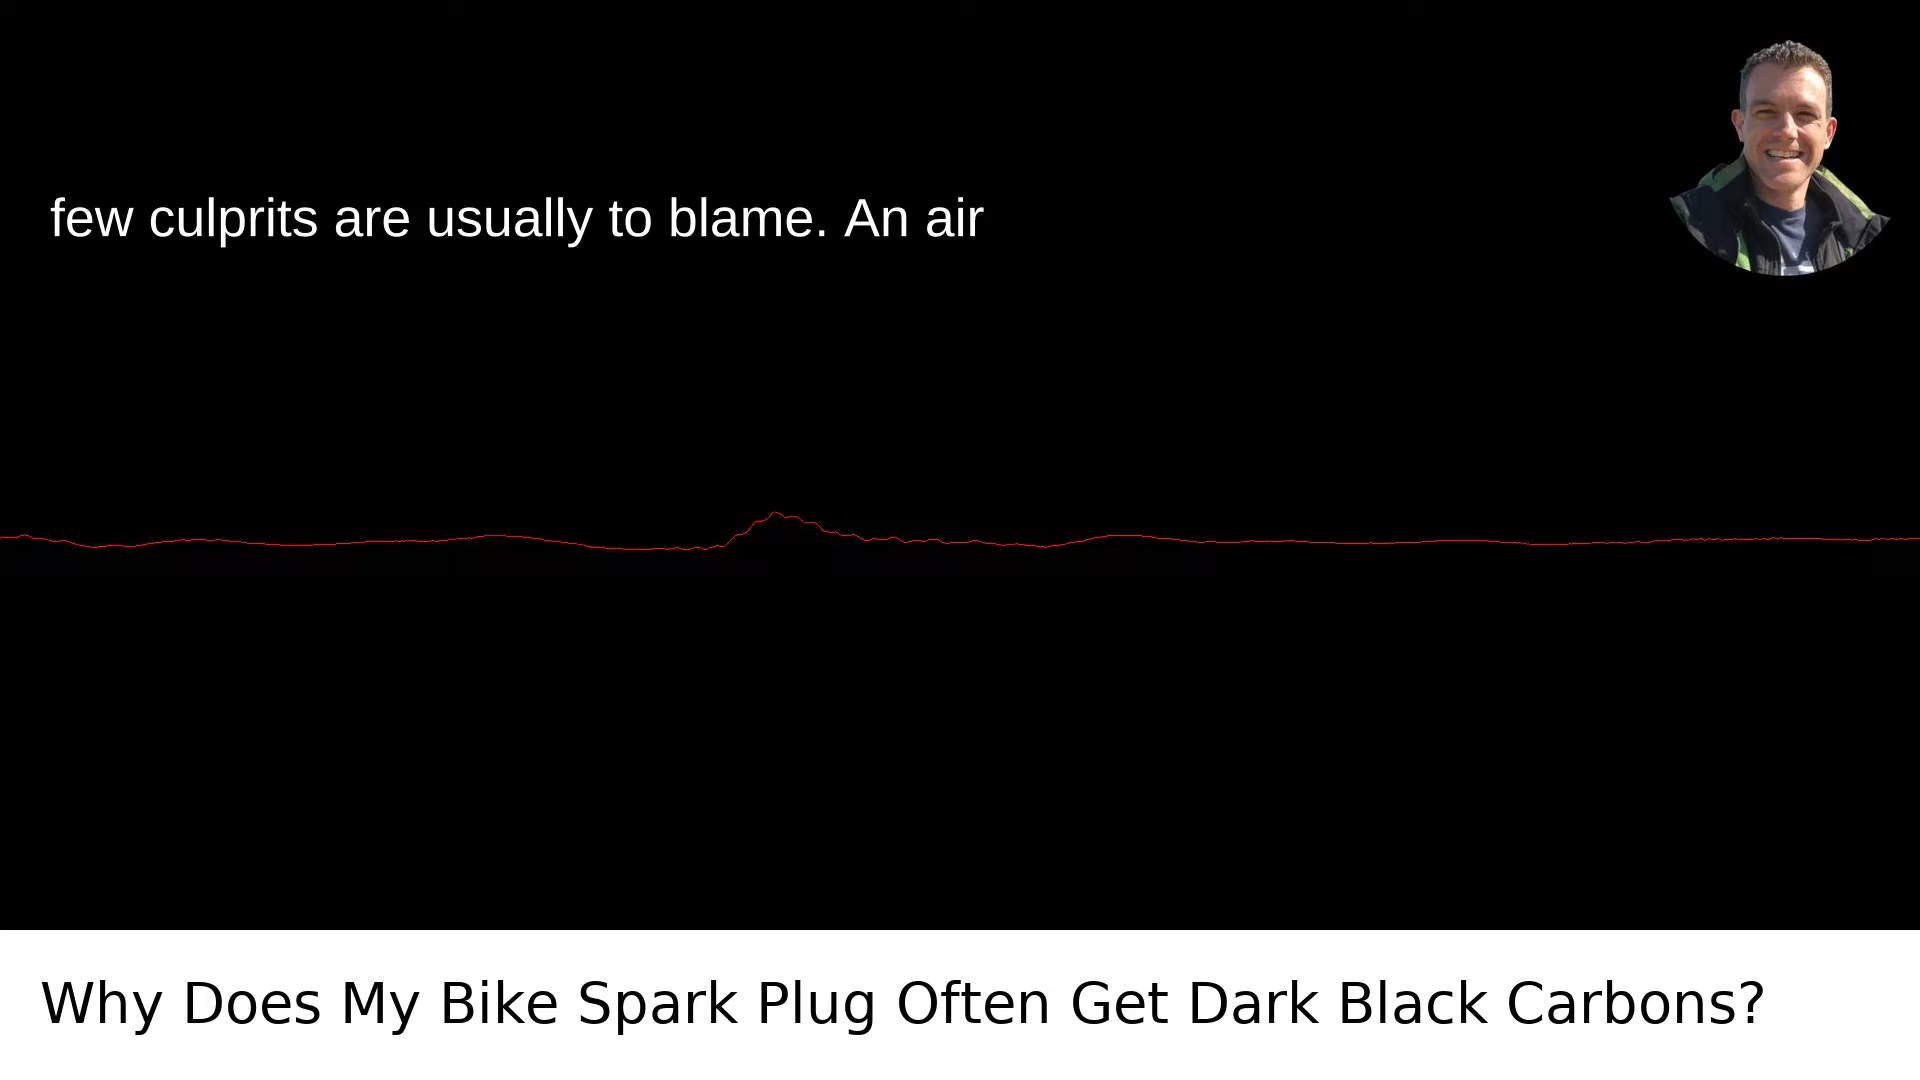 few culprits are usually to blame. An air
Why Does My Bike Spark Plug Often Get Dark Black Carbons?